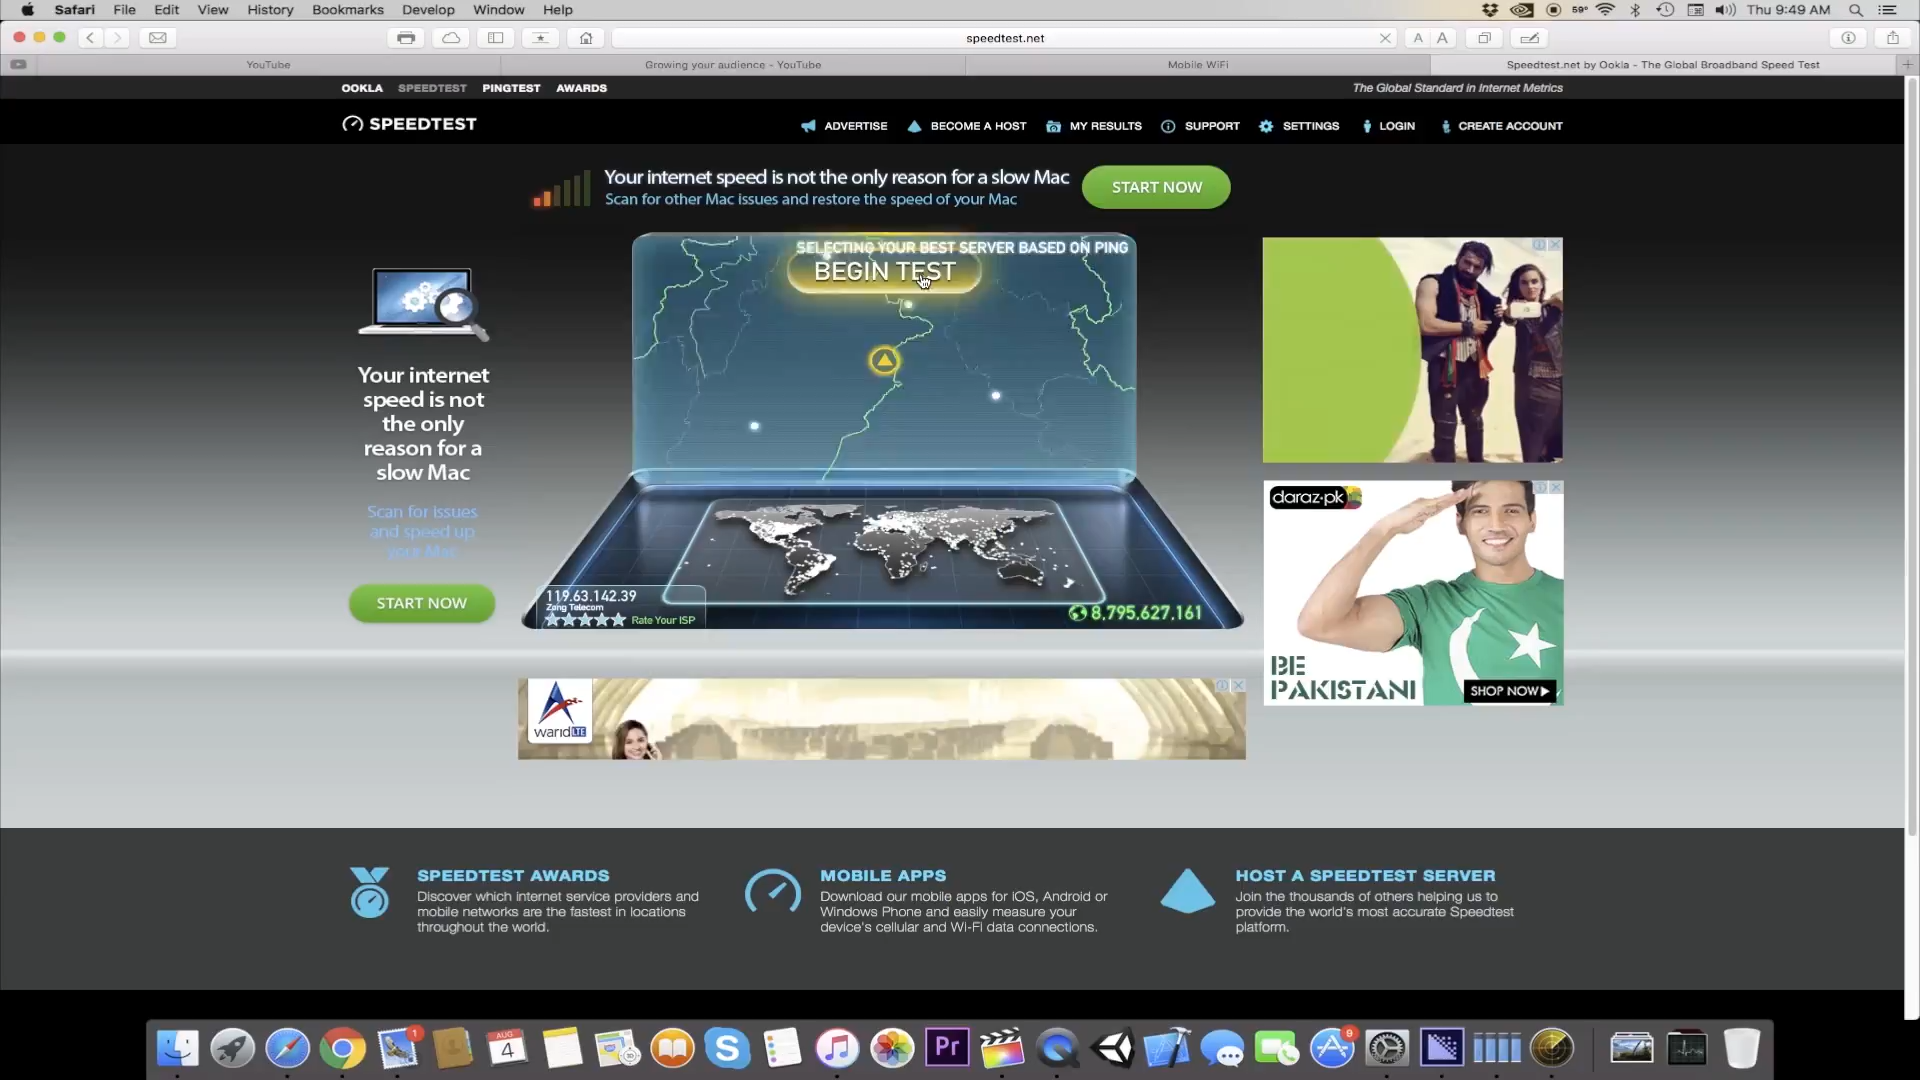 Safari File Edit View History Bookmarks Develop Window Help 59° Thu 9:49 AM
speedtest.net A A
YouTube
Growing your audience - YouTube
Mobile WiFi
Speedtest.net by Ookla - The Global Broadband Speed Test
OOKLA SPEEDTEST PINGTEST AWARDS
The Global Standard in Internet Metrics
SPEEDTEST
ADVERTISE BECOME A HOST MY RESULTS SUPPORT SETTINGS LOGIN CREATE ACCOUNT
Your internet speed is not the only reason for a slow Mac
Scan for other Mac issues and restore the speed of your Mac
START NOW
SELECTING YOUR BEST SERVER BASED ON PING
BEGIN TEST
Your internet
speed is not
the only
reason for a
slow Mac
Scan for issues
and speed up
your Mac
START NOW
119.63.142.39
Zong Telecom
Rate Your ISP
8,795,627,161
daraz.pk
BE
PAKISTANI
SHOP NOW
warid LTE
SPEEDTEST AWARDS
Discover which internet service providers and
mobile networks are the fastest in locations
throughout the world.
MOBILE APPS
Download our mobile apps for iOS, Android or
Windows Phone and easily measure your
device's cellular and Wi-Fi data connections.
HOST A SPEEDTEST SERVER
Join the thousands of others helping us to
provide the world's most accurate Speedtest
platform.
1
AUG
4
S
Pr
9